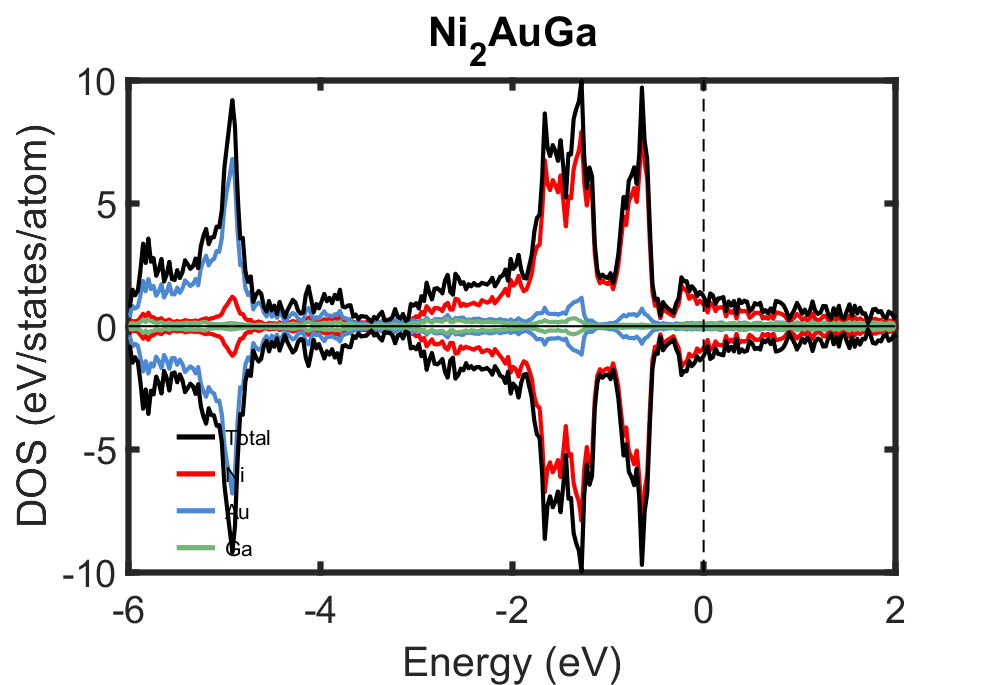 Ni₂AuGa
10
5
0
-5
-10
DOS (eV/states/atom)
Total
Ni
Au
Ga
-6 -4 -2 0 2
Energy (eV)